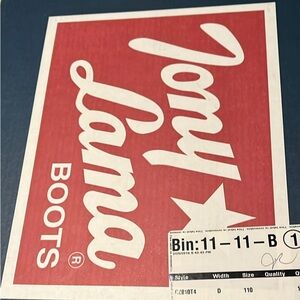 Tony
Lama
BOOTS ®
Bin: 11-11-B 1
Style Width Size Quality
D 110